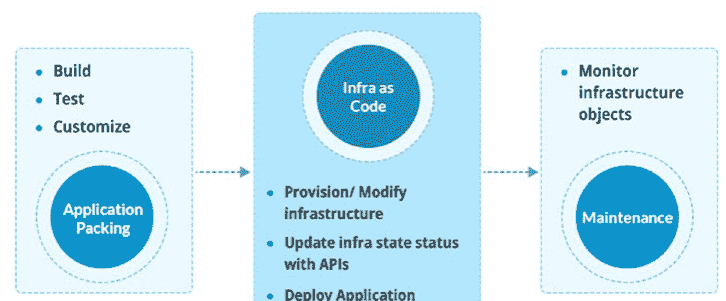 Build
Test
Customize
Application
Packing
Infra as
Code
Provision/ Modify
infrastructure
Update infra state status
with APIs
Deploy Application
Monitor
infrastructure
objects
Maintenance